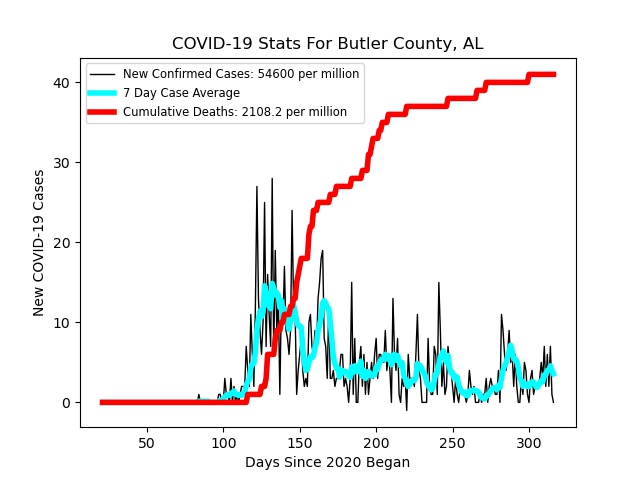 COVID-19 Stats For Butler County, AL
New Confirmed Cases: 54600 per million
7 Day Case Average
Cumulative Deaths: 2108.2 per million
New COVID-19 Cases
40
30
20
10
0
50 100 150 200 250 300
Days Since 2020 Began